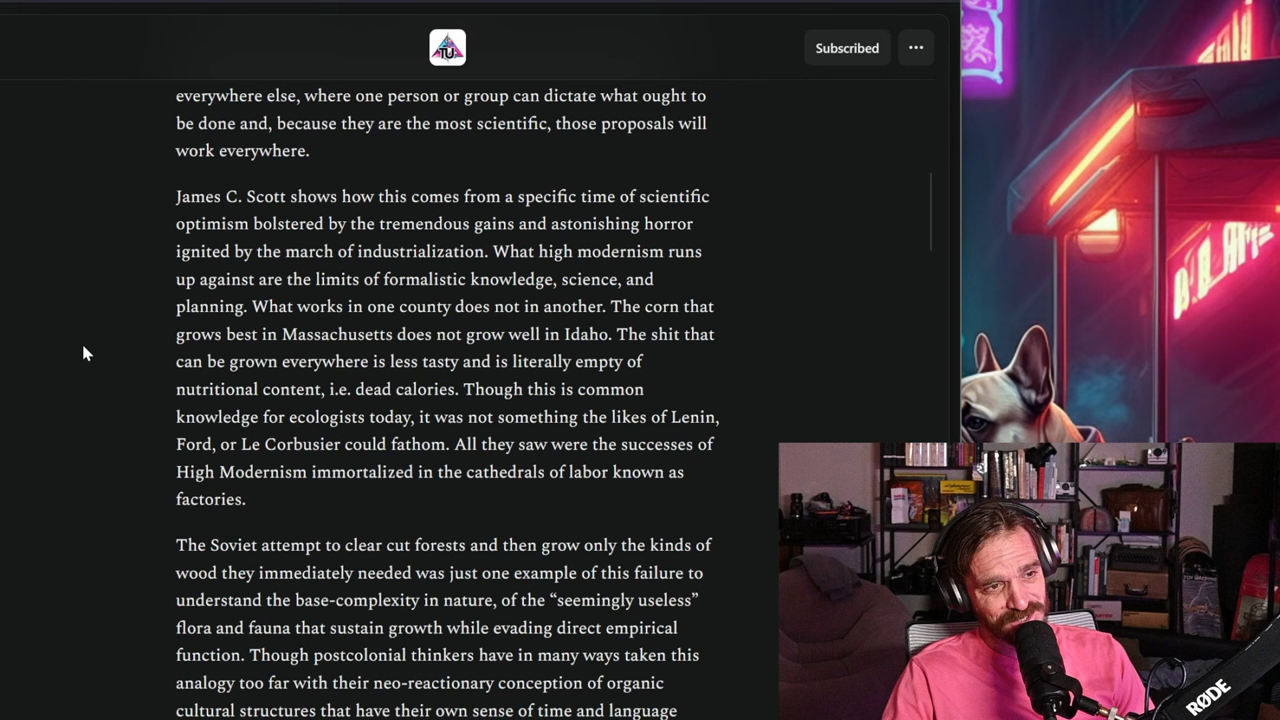 TU
Subscribed
everywhere else, where one person or group can dictate what ought to
be done and, because they are the most scientific, those proposals will
work everywhere.
James C. Scott shows how this comes from a specific time of scientific
optimism bolstered by the tremendous gains and astonishing horror
ignited by the march of industrialization. What high modernism runs
up against are the limits of formalistic knowledge, science, and
planning. What works in one county does not in another. The corn that
grows best in Massachusetts does not grow well in Idaho. The shit that
can be grown everywhere is less tasty and is literally empty of
nutritional content, i.e. dead calories. Though this is common
knowledge for ecologists today, it was not something the likes of Lenin,
Ford, or Le Corbusier could fathom. All they saw were the successes of
High Modernism immortalized in the cathedrals of labor known as
factories.
The Soviet attempt to clear cut forests and then grow only the kinds of
wood they immediately needed was just one example of this failure to
understand the base-complexity in nature, of the “seemingly useless”
flora and fauna that sustain growth while evading direct empirical
function. Though postcolonial thinkers have in many ways taken this
analogy too far with their neo-reactionary conception of organic
cultural structures that have their own sense of time and language
RØDE